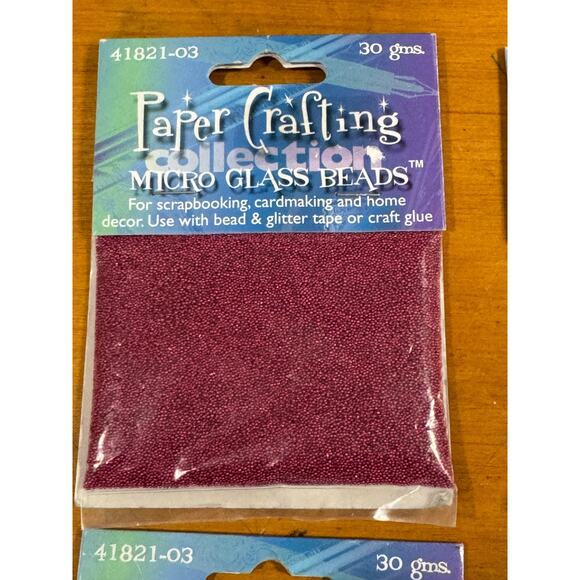 41821-03 30 gms.
Paper Crafting
collection
MICRO GLASS BEADS™
For scrapbooking, cardmaking and home
decor. Use with bead & glitter tape or craft glue
41821-03 30 gms.